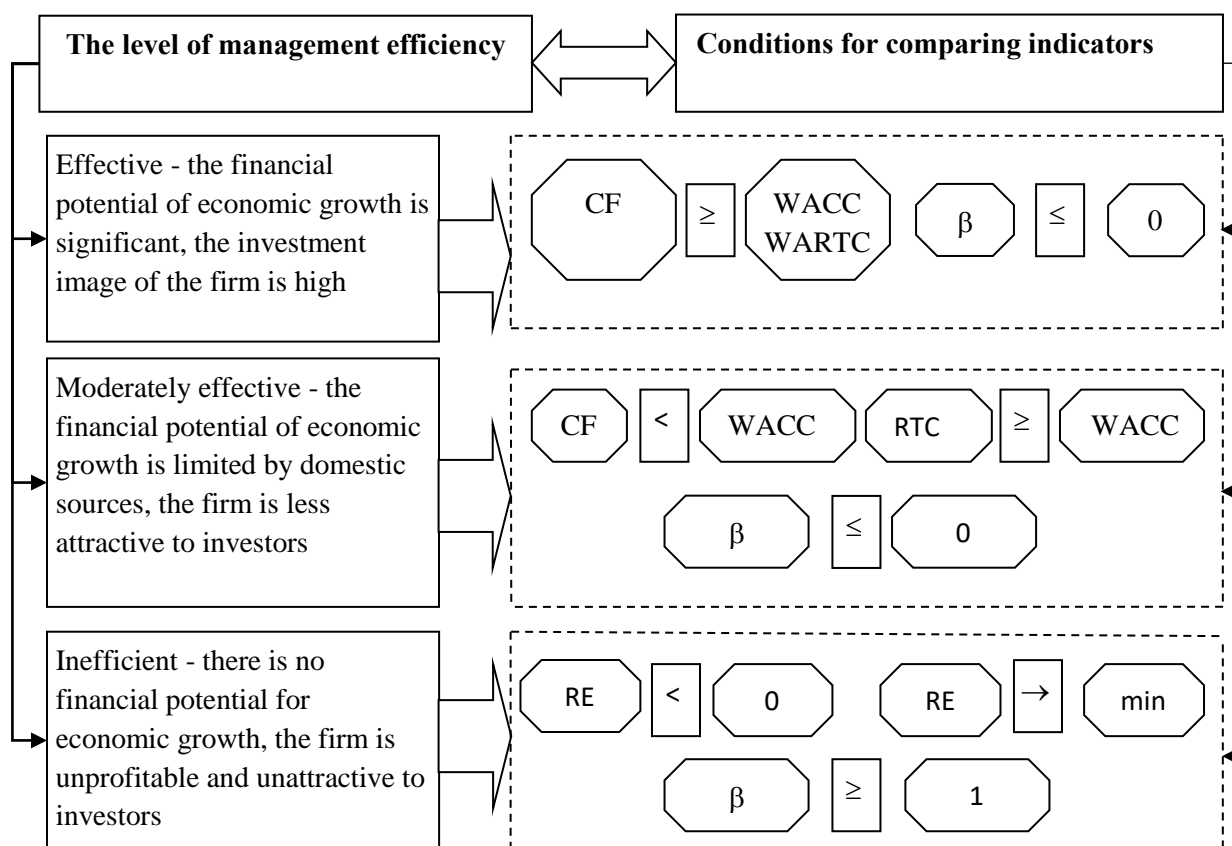 The level of management efficiency
Conditions for comparing indicators
Effective - the financial
potential of economic growth is
significant, the investment
image of the firm is high
CF ≥ WACC β ≤ 0
WARTC
Moderately effective - the
financial potential of economic
growth is limited by domestic
sources, the firm is less
attractive to investors
CF < WACC RTC ≥ WACC
β ≤ 0
Inefficient - there is no
financial potential for
economic growth, the firm is
unprofitable and unattractive to
investors
RE < 0 RE → min
β ≥ 1